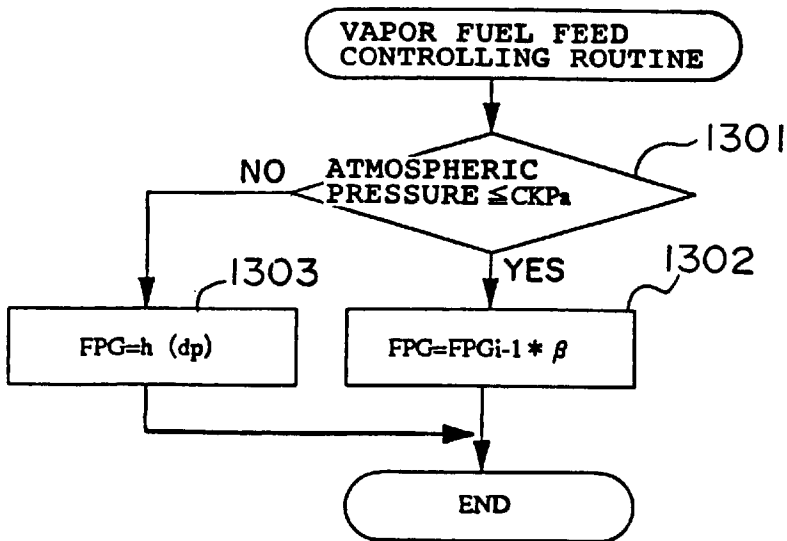 VAPOR FUEL FEED
CONTROLLING ROUTINE
1301
NO
ATMOSPHERIC
PRESSURE ≦CKPa
YES
1303
1302
FPG=h (dp)
FPG=FPGi-1 * β
END